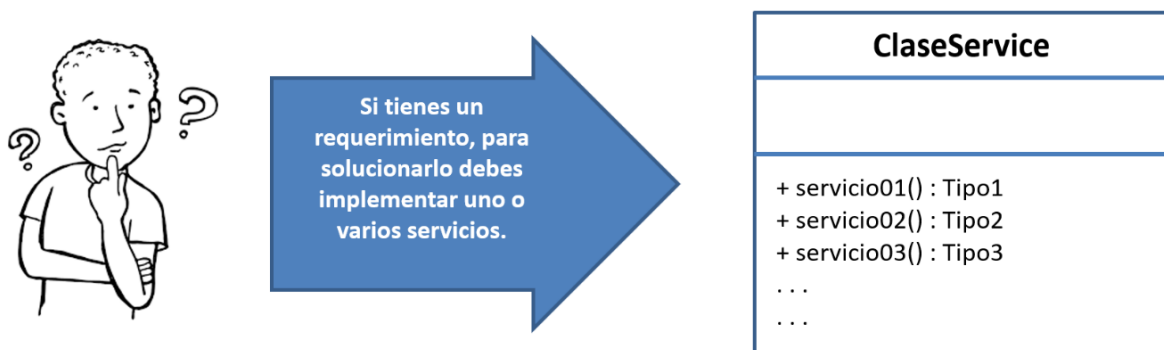 ?
?
Si tienes un
requerimiento, para
solucionarlo debes
implementar uno o
varios servicios.
ClaseService
+ servicio01() : Tipo1
+ servicio02() : Tipo2
+ servicio03() : Tipo3
. . .
. . .